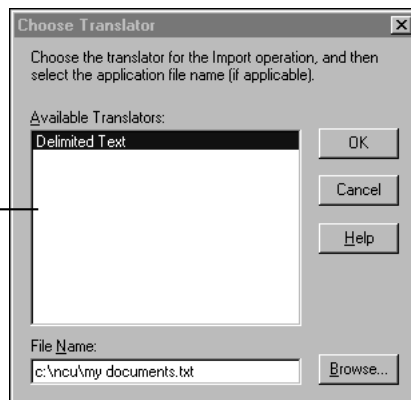 Choose Translator
Choose the translator for the Import operation, and then
select the application file name (if applicable).
Available Translators:
Delimited Text
OK
Cancel
Help
File Name:
c:\ncu\my documents.txt
Browse...